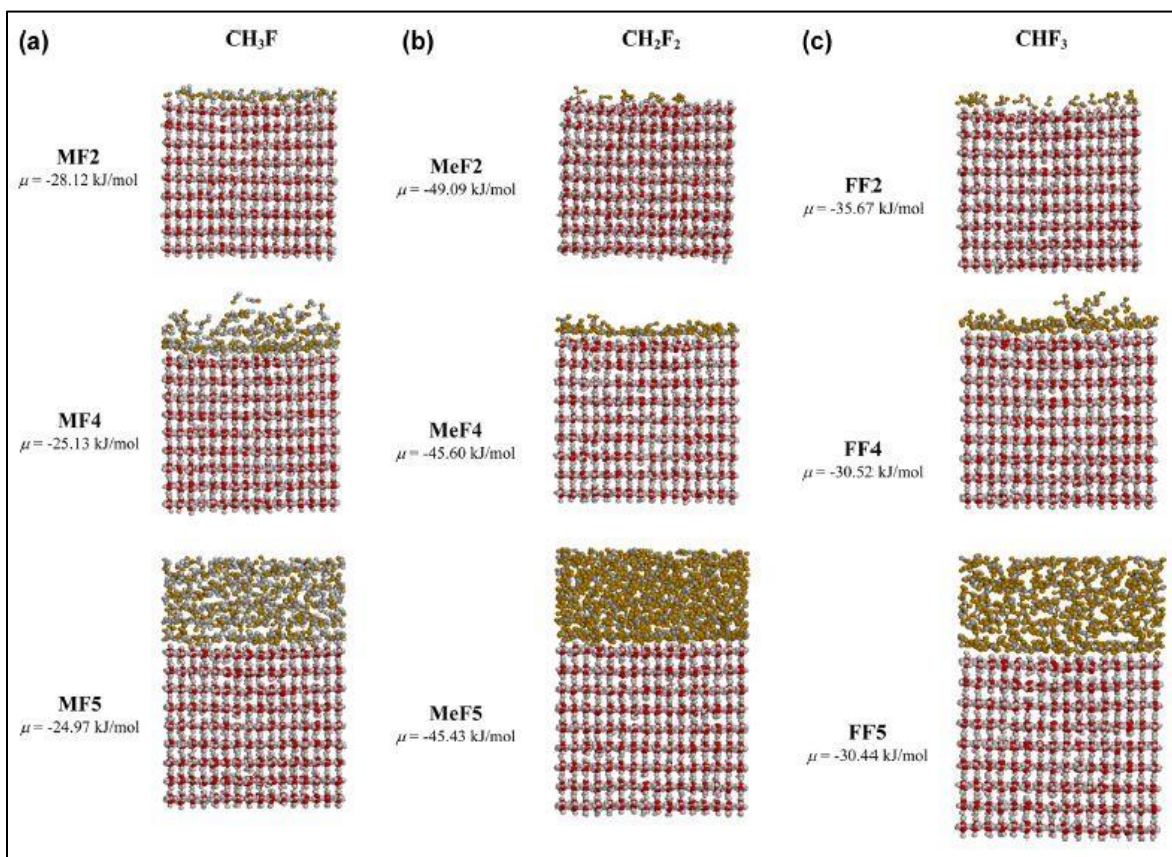 (a) CH₃F (b) CH₂F₂ (c) CHF₃
MF2
μ = -28.12 kJ/mol
MeF2
μ = -49.09 kJ/mol
FF2
μ = -35.67 kJ/mol
MF4
μ = -25.13 kJ/mol
MeF4
μ = -45.60 kJ/mol
FF4
μ = -30.52 kJ/mol
MF5
μ = -24.97 kJ/mol
MeF5
μ = -45.43 kJ/mol
FF5
μ = -30.44 kJ/mol